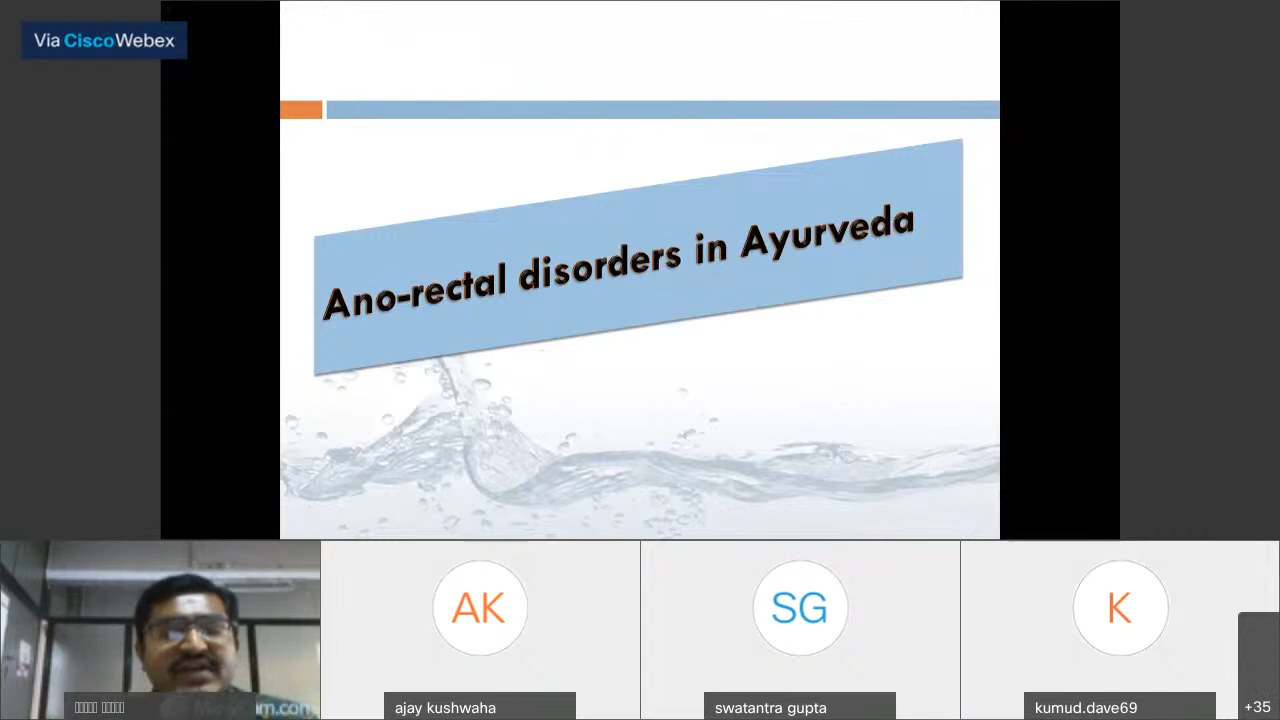 Via CiscoWebex
Ano-rectal disorders in Ayurveda
AK
SG
K
ajay kushwaha
swatantra gupta
kumud.dave69
+35